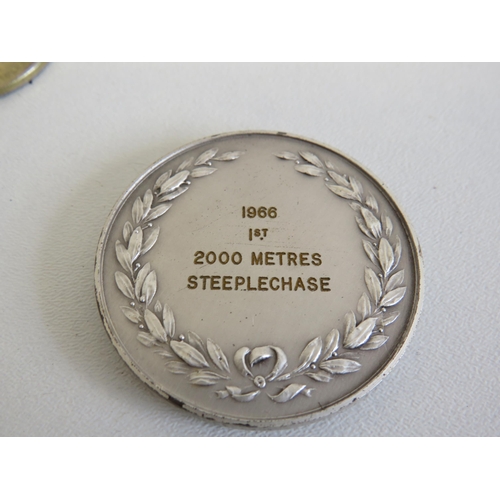 1966
1ST
2000 METRES
STEEPLECHASE